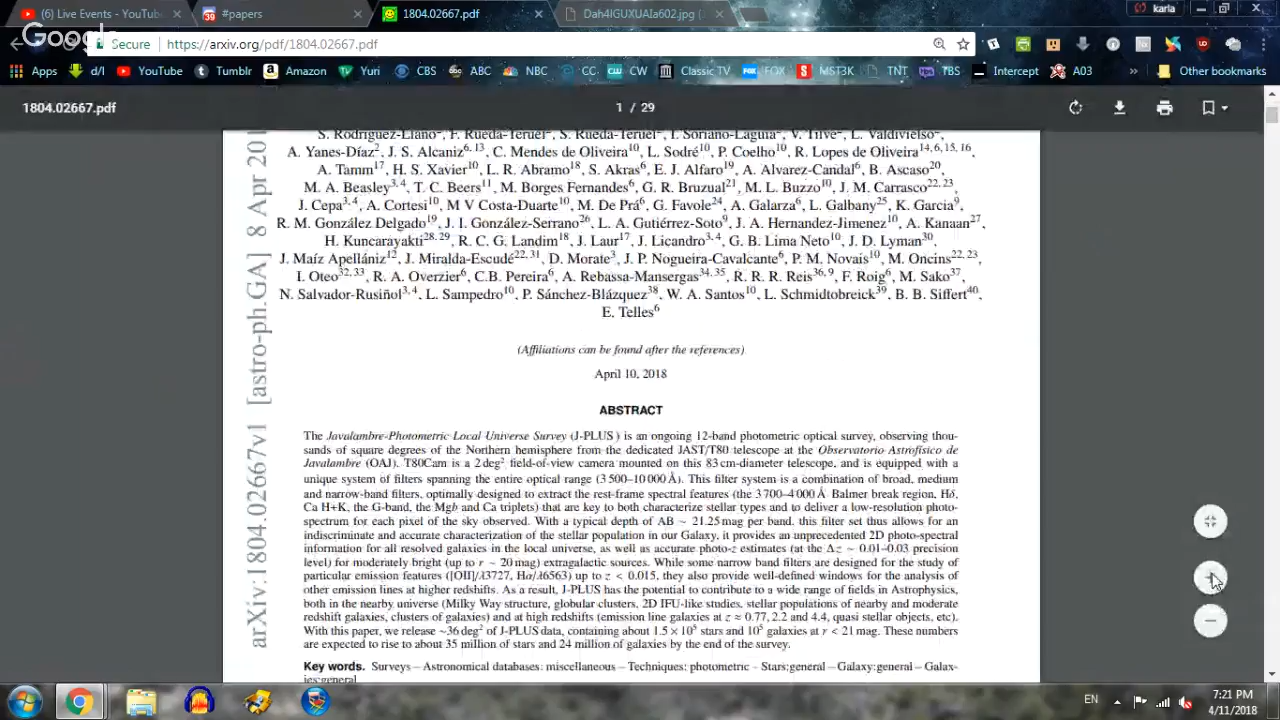 (6) Live Events - YouTube
#papers
1804.02667.pdf
Dah4IGUXUAIa602.jpg (
karla
Secure https://arxiv.org/pdf/1804.02667.pdf
YouTube Tumblr Amazon Yuri CBS ABC NBC CC CW Classic TV FOX MST3K TNT TBS Intercept A03 » Other bookmarks
1804.02667.pdf 1 / 29
S. Rodríguez-Llano2, F. Rueda-Teruel2, S. Rueda-Teruel2, T. Soriano-Laguía2, V. Tilve2, L. Valdivielso2,
A. Yanes-Díaz2, J. S. Alcaniz6,13, C. Mendes de Oliveira10, L. Sodré10, P. Coelho10, R. Lopes de Oliveira14,6,15,16,
A. Tamm17, H. S. Xavier10, L. R. Abramo18, S. Akras6, E. J. Alfaro19, A. Alvarez-Candal6, B. Ascaso20,
M. A. Beasley3,4, T. C. Beers11, M. Borges Fernandes6, G. R. Bruzual21, M. L. Buzzo10, J. M. Carrasco22,23,
J. Cepa3,4, A. Cortesi10, M V Costa-Duarte10, M. De Prá6, G. Favole24, A. Galarza6, L. Galbany25, K. Garcia9,
R. M. González Delgado19, J. I. González-Serrano26, L. A. Gutiérrez-Soto9, J. A. Hernandez-Jimenez10, A. Kanaan27,
H. Kuncarayakti28,29, R. C. G. Landim18, J. Laur17, J. Licandro3,4, G. B. Lima Neto10, J. D. Lyman30,
J. Maíz Apellániz12, J. Miralda-Escudé22,31, D. Morate3, J. P. Nogueira-Cavalcante6, P. M. Novais10, M. Oncins22,23,
I. Oteo32,33, R. A. Overzier6, C.B. Pereira6, A. Rebassa-Mansergas34,35, R. R. R. Reis36,9, F. Roig6, M. Sako37,
N. Salvador-Rusiñol3,4, L. Sampedro10, P. Sánchez-Blázquez38, W. A. Santos10, L. Schmidtobreick39, B. B. Siffert40,
E. Telles6
(Affiliations can be found after the references)
April 10, 2018
ABSTRACT
The Javalambre-Photometric Local Universe Survey (J-PLUS) is an ongoing 12-band photometric optical survey, observing thou-
sands of square degrees of the Northern hemisphere from the dedicated JAST/T80 telescope at the Observatorio Astrofísico de
Javalambre (OAJ). T80Cam is a 2 deg2 field-of-view camera mounted on this 83 cm-diameter telescope, and is equipped with a
unique system of filters spanning the entire optical range (3 500–10 000 Å). This filter system is a combination of broad, medium
and narrow-band filters, optimally designed to extract the rest-frame spectral features (the 3 700–4 000 Å Balmer break region, Hδ,
Ca H+K, the G-band, the Mgb and Ca triplets) that are key to both characterize stellar types and to deliver a low-resolution photo-
spectrum for each pixel of the sky observed. With a typical depth of AB ~ 21.25 mag per band, this filter set thus allows for an
indiscriminate and accurate characterization of the stellar population in our Galaxy, it provides an unprecedented 2D photo-spectral
information for all resolved galaxies in the local universe, as well as accurate photo-z estimates (at the Δz ~ 0.01–0.03 precision
level) for moderately bright (up to r ~ 20 mag) extragalactic sources. While some narrow band filters are designed for the study of
particular emission features ([OII]/λ3727, Hα/λ6563) up to z < 0.015, they also provide well-defined windows for the analysis of
other emission lines at higher redshifts. As a result, J-PLUS has the potential to contribute to a wide range of fields in Astrophysics,
both in the nearby universe (Milky Way structure, globular clusters, 2D IFU-like studies, stellar populations of nearby and moderate
redshift galaxies, clusters of galaxies) and at high redshifts (emission line galaxies at z ≈ 0.77, 2.2 and 4.4, quasi stellar objects, etc).
With this paper, we release ~36 deg2 of J-PLUS data, containing about 1.5 × 105 stars and 105 galaxies at r < 21 mag. These numbers
are expected to rise to about 35 million of stars and 24 million of galaxies by the end of the survey.
Key words. Surveys – Astronomical databases: miscellaneous – Techniques: photometric – Stars:general – Galaxy:general – Galax-
ies:general
arXiv:1804.02667v1 [astro-ph.GA] 8 Apr 201
EN
7:21 PM
4/11/2018